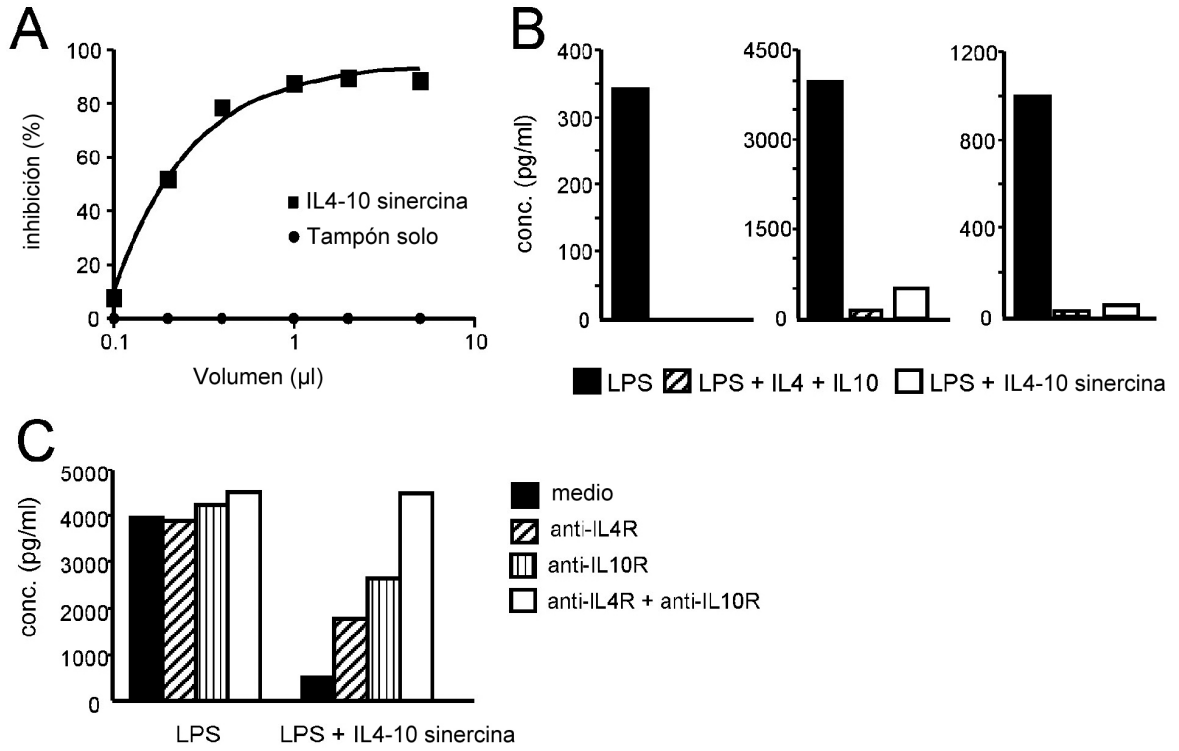 A
inhibición (%)
100
80
60
40
20
0
0.1
1
10
Volumen (µl)
IL4-10 sinercina
Tampón solo
B
conc. (pg/ml)
400
300
200
100
0
4500
3000
1500
0
1200
800
400
0
LPS LPS + IL4 + IL10 LPS + IL4-10 sinercina
C
conc. (pg/ml)
5000
4000
3000
2000
1000
0
LPS
LPS + IL4-10 sinercina
medio
anti-IL4R
anti-IL10R
anti-IL4R + anti-IL10R